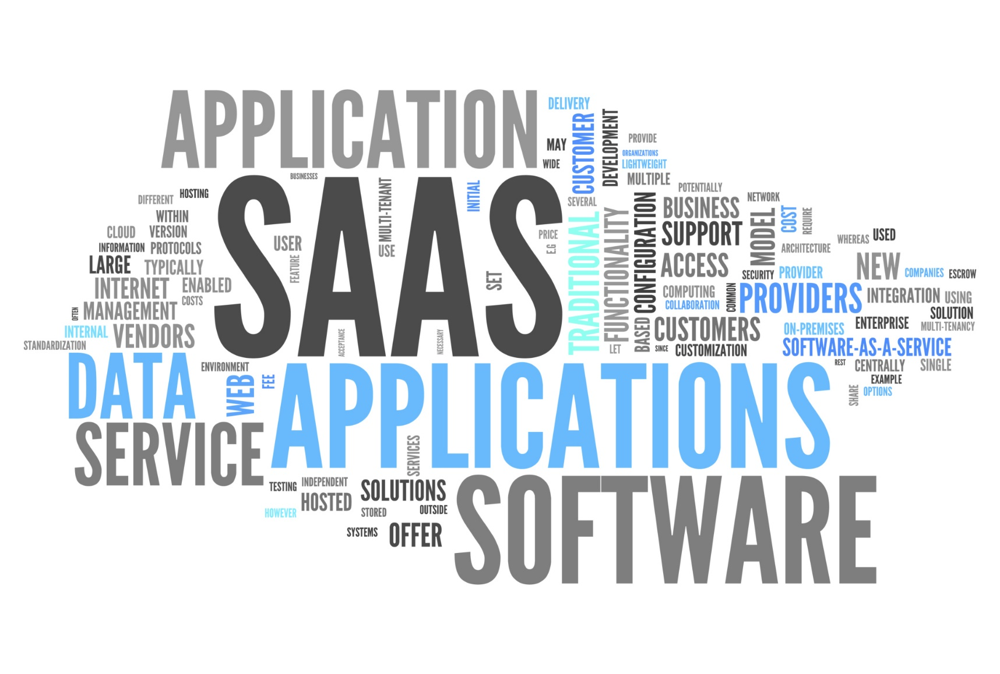 APPLICATION
DELIVERY
CUSTOMER
DEVELOPMENT
MAY
WIDE
PROVIDE
ORGANIZATIONS
LIGHTWEIGHT
MULTIPLE
BUSINESSES
SAAS
MULTI-TENANT
INITIAL
HOSTING
DIFFERENT
WITHIN
CLOUD
VERSION
INFORMATION
PROTOCOLS
LARGE
TYPICALLY
INTERNET
ENABLED
COSTS
OFTEN
MANAGEMENT
INTERNAL
VENDORS
STANDARDIZATION
USER
FEATURE
USE
SET
PRICE
E.G
ACCEPTANCE
NECESSARY
SEVERAL
TRADITIONAL
FUNCTIONALITY
LET
CONFIGURATION
BASED
POTENTIALLY
BUSINESS
SUPPORT
ACCESS
NETWORK
MODEL
COST
REQUIRE
ARCHITECTURE
WHEREAS
USED
SECURITY
PROVIDER
NEW
COMPANIES
ESCROW
COMPUTING
COLLABORATION
COMMON
PROVIDERS
INTEGRATION
USING
SOLUTION
CUSTOMERS
SINCE
CUSTOMIZATION
ON-PREMISES
ENTERPRISE
MULTI-TENANCY
SOFTWARE-AS-A-SERVICE
REST
CENTRALLY
SINGLE
EXAMPLE
SHARE
OPTIONS
DATA
ENVIRONMENT
WEB
FEE
APPLICATIONS
SERVICE
SERVICES
TESTING
INDEPENDENT
SOLUTIONS
HOSTED
HOWEVER
STORED
OUTSIDE
SYSTEMS
OFFER
SOFTWARE